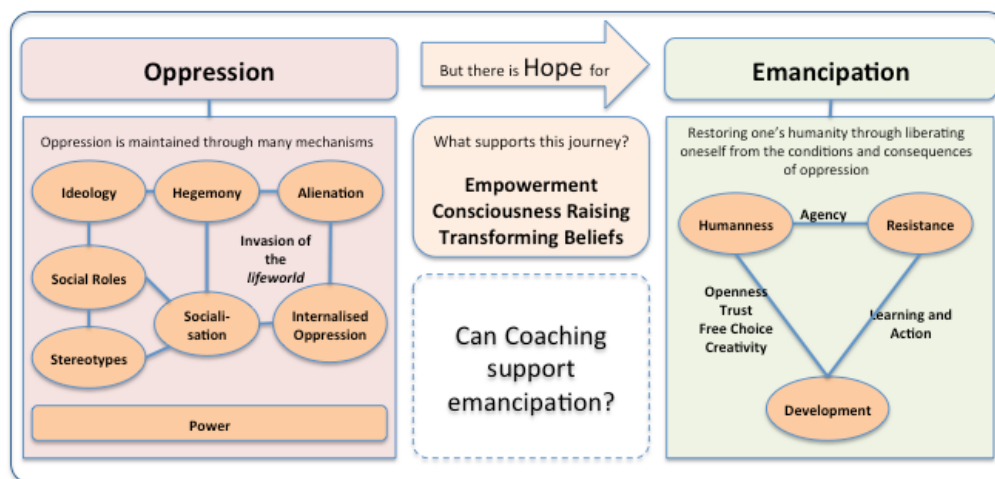 Oppression
Oppression is maintained through many mechanisms
Ideology
Hegemony
Alienation
Invasion of
the
lifeworld
Social Roles
Sociali-
sation
Internalised
Oppression
Stereotypes
Power
But there is Hope for
What supports this journey?
Empowerment
Consciousness Raising
Transforming Beliefs
Can Coaching
support
emancipation?
Emancipation
Restoring one's humanity through liberating
oneself from the conditions and consequences
of oppression
Humanness
Agency
Resistance
Openness
Trust
Free Choice
Creativity
Learning and
Action
Development